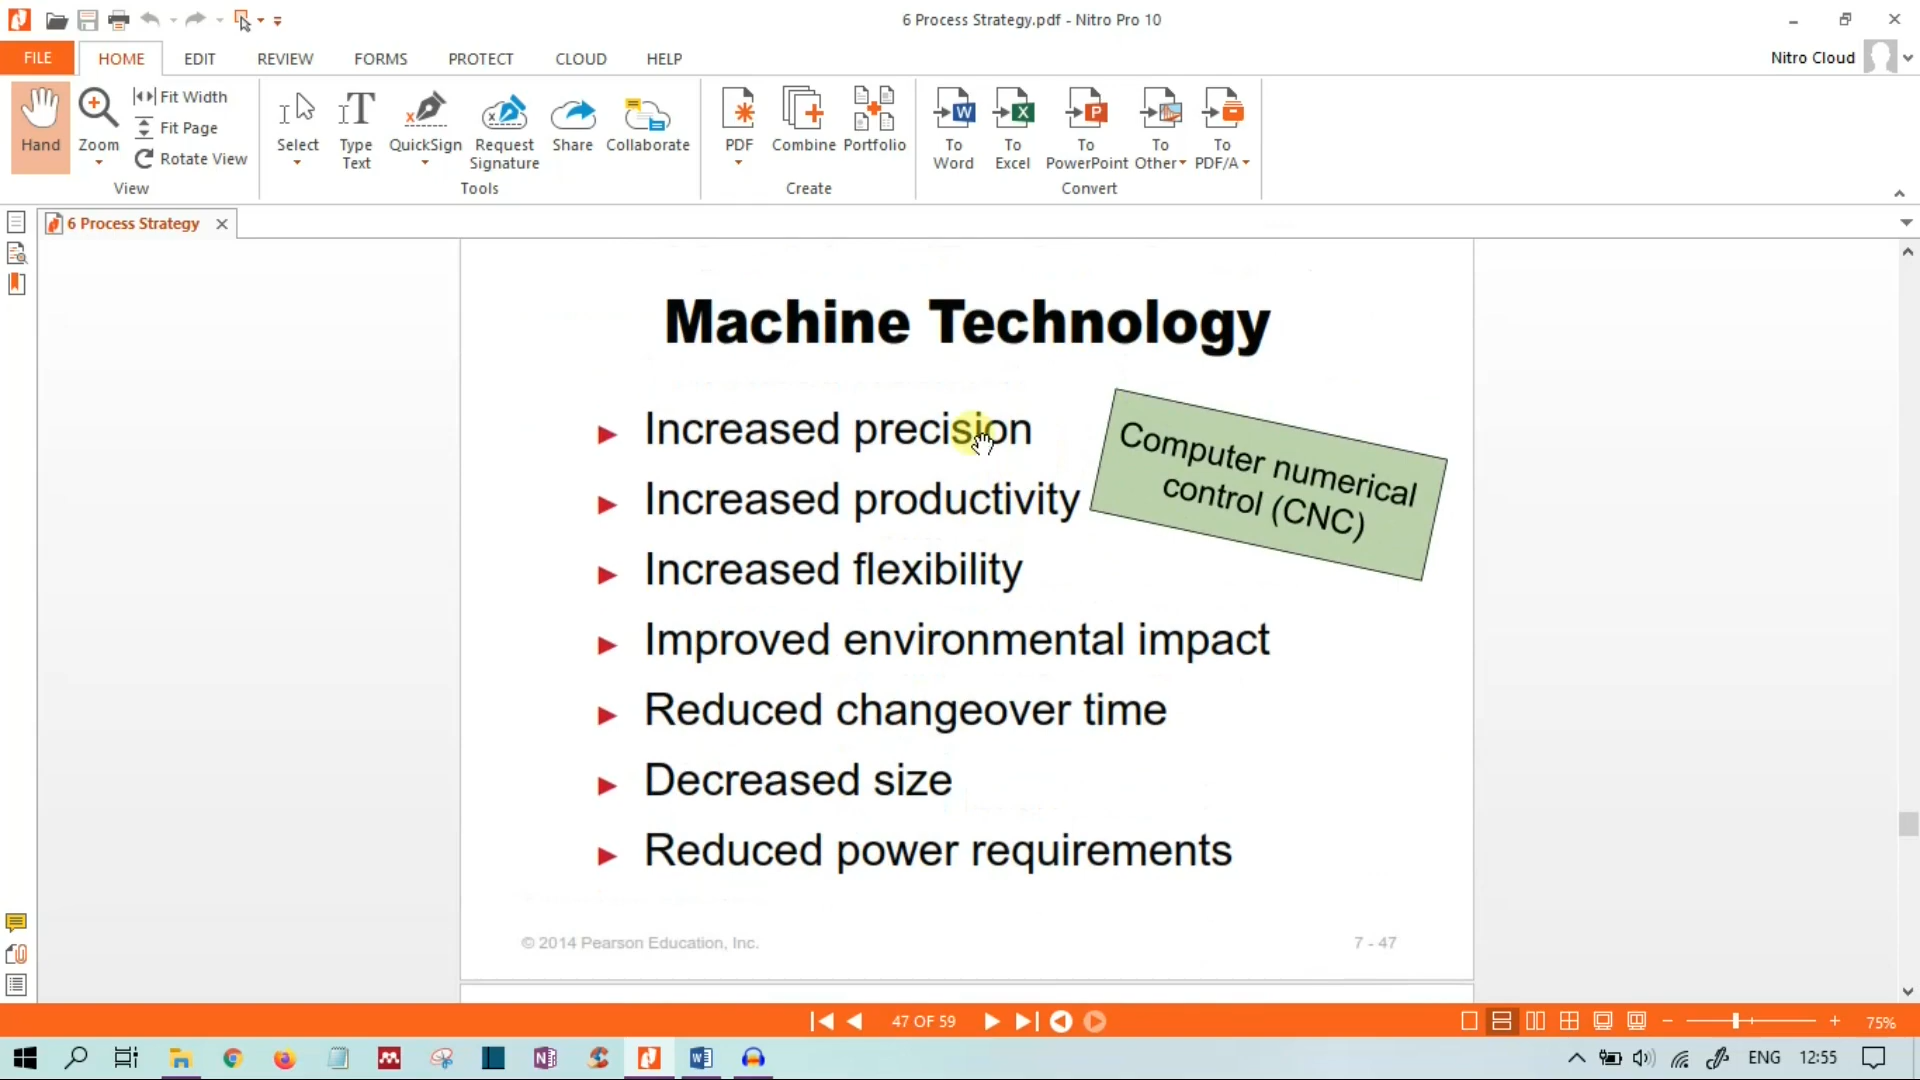 6 Process Strategy.pdf - Nitro Pro 10
FILE HOME EDIT REVIEW FORMS PROTECT CLOUD HELP
Nitro Cloud
Hand
Zoom
Fit Width
Fit Page
Rotate View
View
Select
Type Text
QuickSign
Request Signature
Share
Collaborate
Tools
PDF
Combine
Portfolio
Create
To Word
To Excel
To PowerPoint
To Other
To PDF/A
Convert
6 Process Strategy
Machine Technology
Increased precision
Increased productivity
Increased flexibility
Improved environmental impact
Reduced changeover time
Decreased size
Reduced power requirements
Computer numerical
control (CNC)
© 2014 Pearson Education, Inc.
7 - 47
47 OF 59
75%
ENG
12:55